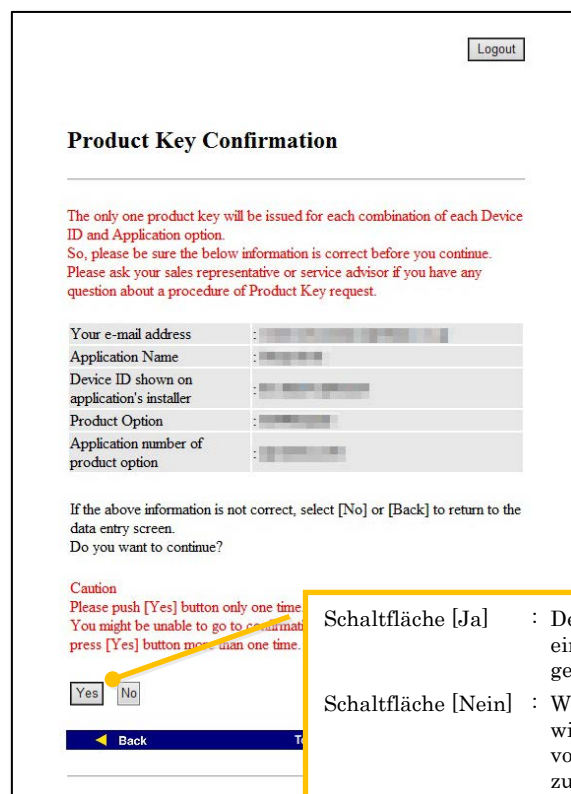 Logout
Product Key Confirmation
The only one product key will be issued for each combination of each Device
ID and Application option.
So, please be sure the below information is correct before you continue.
Please ask your sales representative or service advisor if you have any
question about a procedure of Product Key request.
Your e-mail address :
Application Name :
Device ID shown on
application's installer :
Product Option :
Application number of
product option :
If the above information is not correct, select [No] or [Back] to return to the
data entry screen.
Do you want to continue?
Caution
Please push [Yes] button only one time.
You might be unable to go to
press [Yes] button more than one time.
Yes No
Back
Schaltfläche [Ja] :
Schaltfläche [Nein] :
zu